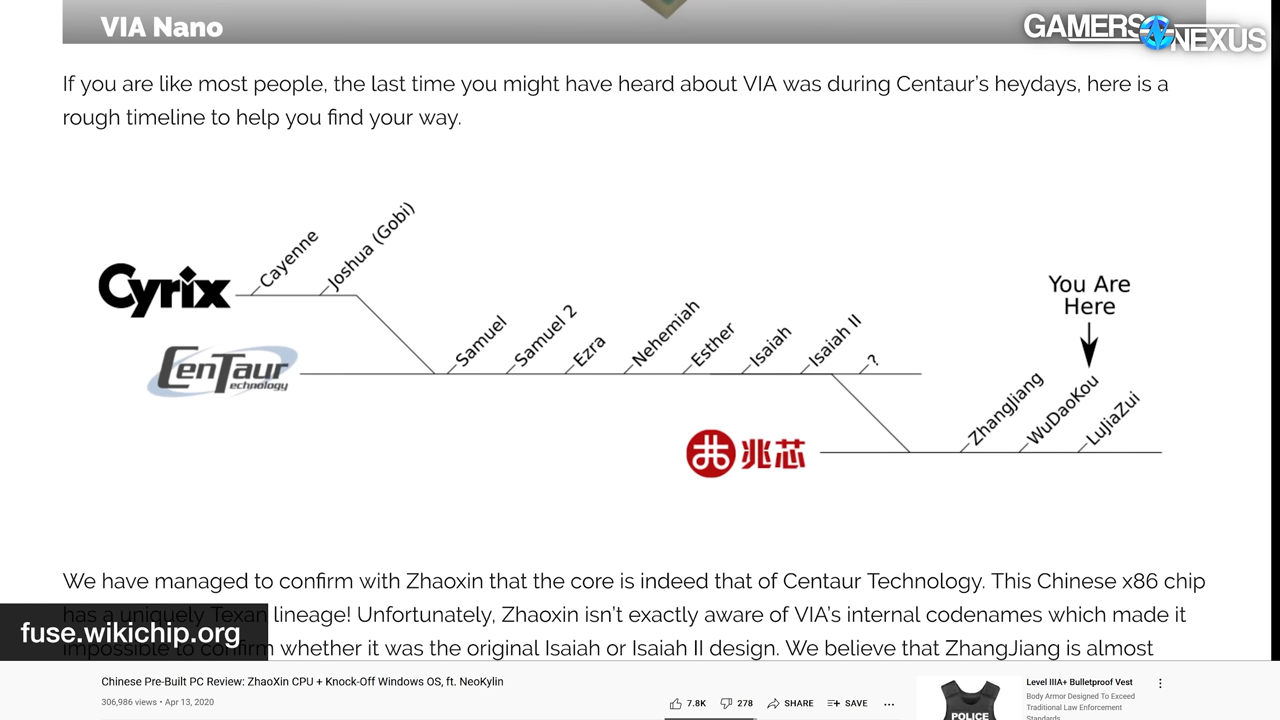 VIA Nano
GAMERS NEXUS
If you are like most people, the last time you might have heard about VIA was during Centaur's heydays, here is a
rough timeline to help you find your way.
Cyrix
Cayenne
Joshua (Gobi)
CenTaur
Technology
Samuel
Samuel 2
Ezra
Nehemiah
Esther
Isaiah
Isaiah II
?
兆芯
ZhangJiang
WuDaoKou
LuJiaZui
You Are
Here
We have managed to confirm with Zhaoxin that the core is indeed that of Centaur Technology. This Chinese x86 chip
has a uniquely Texan lineage! Unfortunately, Zhaoxin isn't exactly aware of VIA's internal codenames which made it
impossible to confirm whether it was the original Isaiah or Isaiah II design. We believe that ZhangJiang is almost
fuse.wikichip.org
Chinese Pre-Built PC Review: ZhaoXin CPU + Knock-Off Windows OS, ft. NeoKylin
306,986 views • Apr 13, 2020
7.8K
278
SHARE
SAVE
POLICE
Level IIIA+ Bulletproof Vest
Body Armor Designed To Exceed
Traditional Law Enforcement
Standards